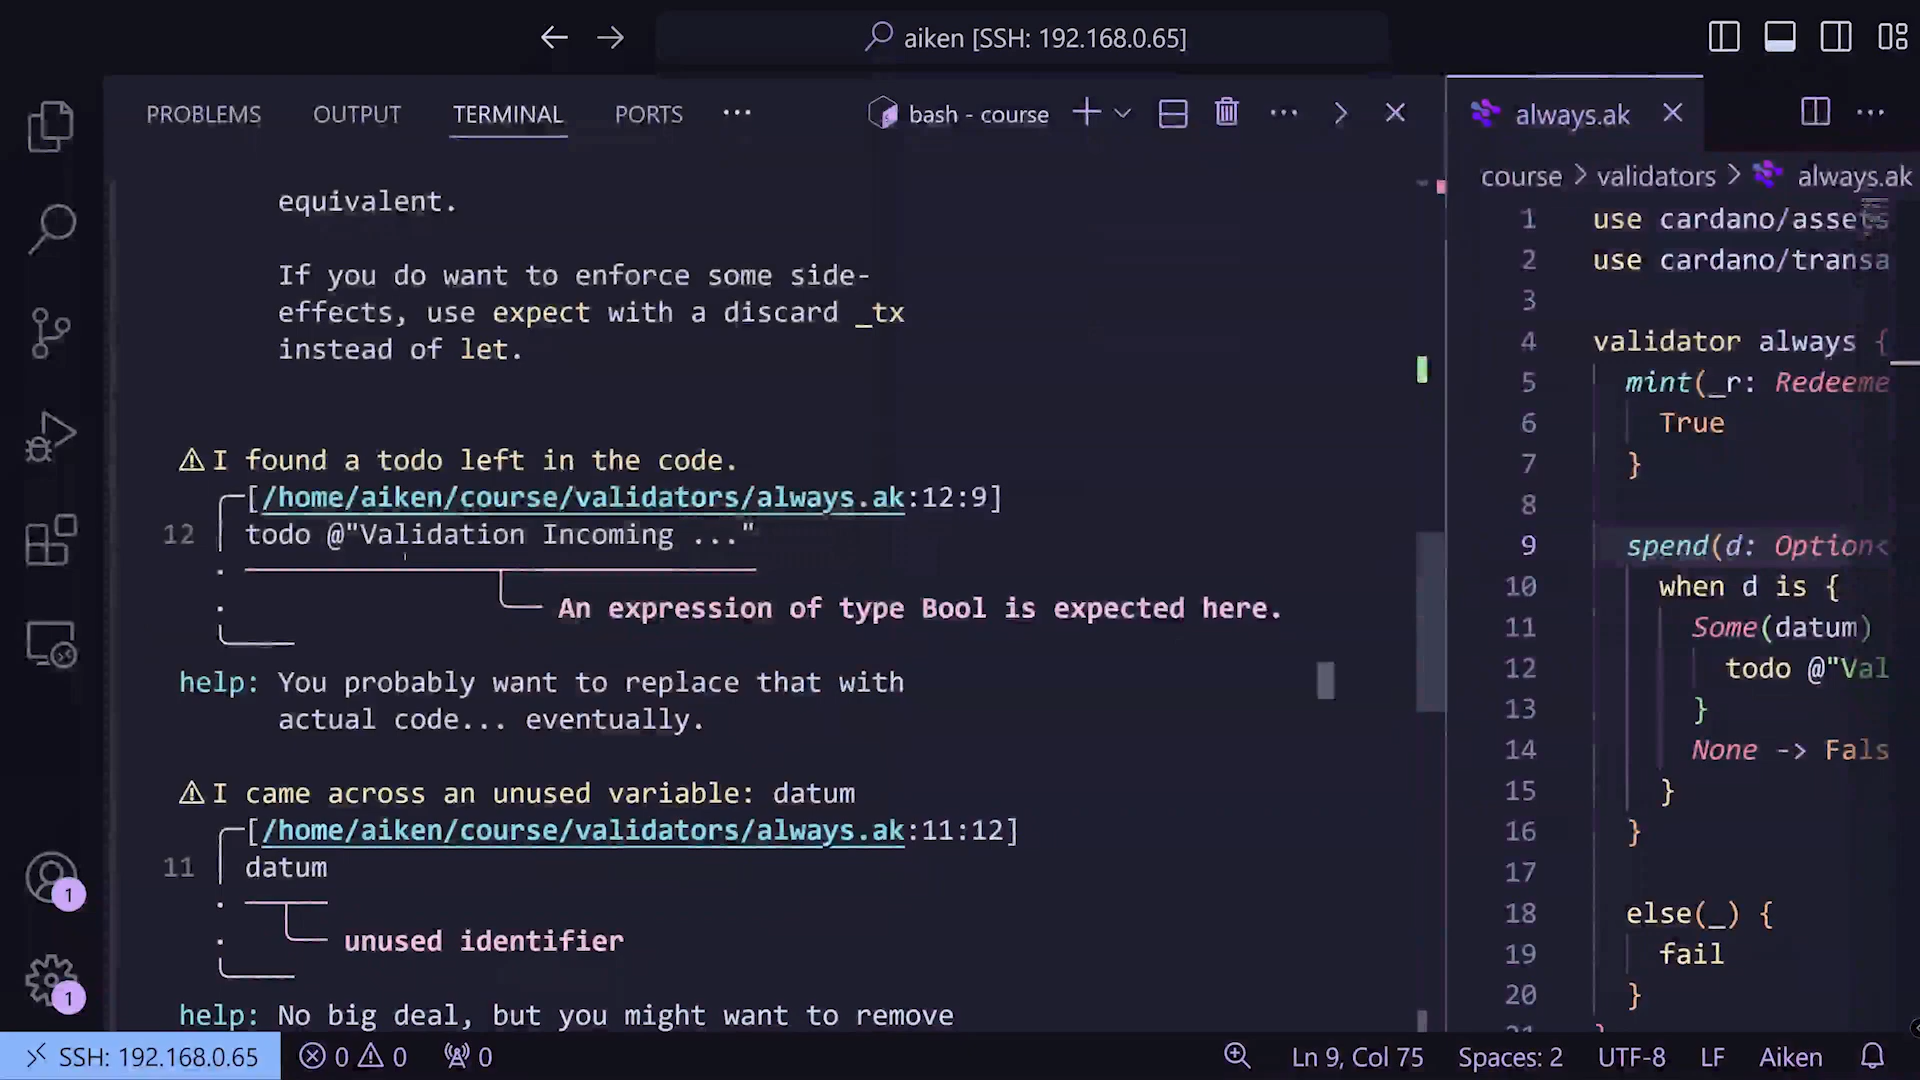 aiken [SSH: 192.168.0.65]
PROBLEMS OUTPUT TERMINAL PORTS ...
bash - course
equivalent.
If you do want to enforce some side-
effects, use expect with a discard _tx
instead of let.
⚠ I found a todo left in the code.
[/home/aiken/course/validators/always.ak:12:9]
12 todo @"Validation Incoming ..."
An expression of type Bool is expected here.
help: You probably want to replace that with
actual code... eventually.
⚠ I came across an unused variable: datum
[/home/aiken/course/validators/always.ak:11:12]
11 datum
unused identifier
help: No big deal, but you might want to remove
always.ak
course > validators > always.ak
1 use cardano/assets
2 use cardano/transa
3
4 validator always {
5 mint(_r: Redeeme
6 True
7 }
8
9 spend(d: Option<
10 when d is {
11 Some(datum)
12 todo @"Val
13 }
14 None -> Fals
15 }
16 }
17
18 else(_) {
19 fail
20 }
1
1
SSH: 192.168.0.65 0 0 0 Ln 9, Col 75 Spaces: 2 UTF-8 LF Aiken